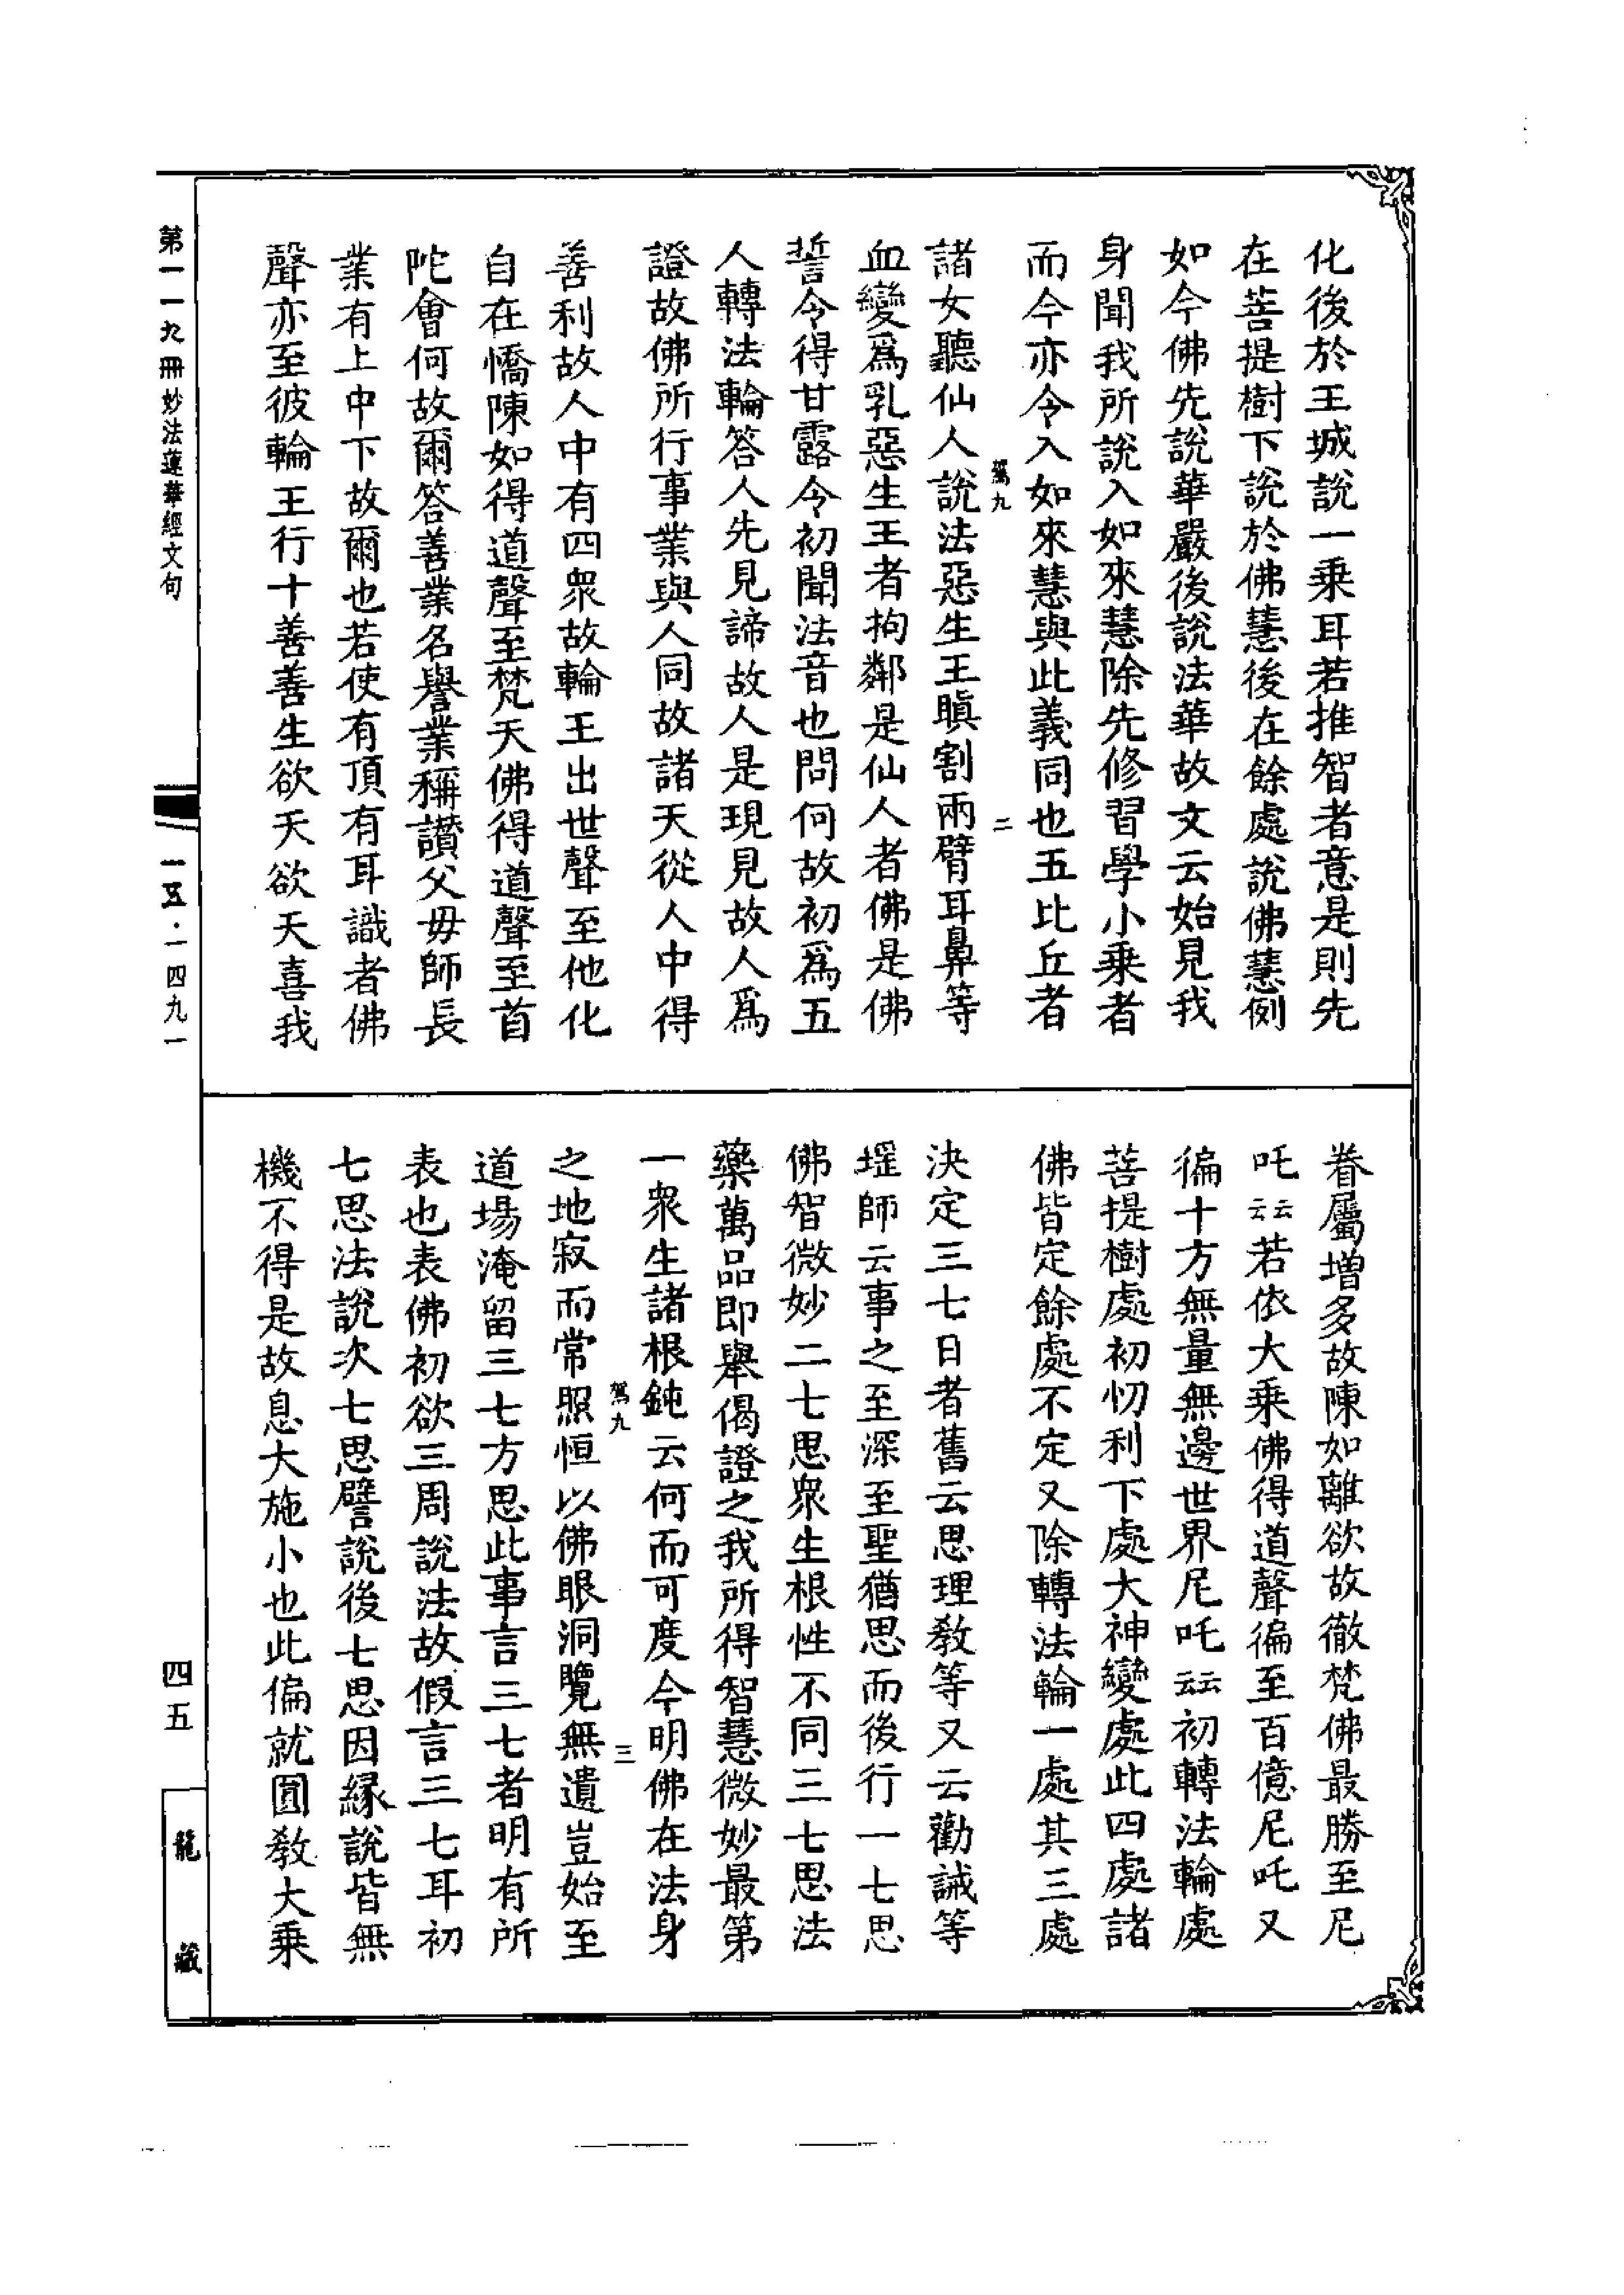 化後於王城說一乘耳若推智者意是則先
在菩提樹下說於佛慧後在餘處說佛慧例
如今佛先說華嚴後說法華故文云始見我
身聞我所說入如來慧除先修習學小乘者
而今亦令入如來慧與此義同也五比丘者
駕九 二
諸女聽仙人說法惡生王瞋割兩臂耳鼻等
血變爲乳惡生王者拘鄰是仙人者佛是佛
誓令得甘露令初聞法音也問何故初爲五
人轉法輪答人先見諦故人是現見故人爲
證故佛所行事業與人同故諸天從人中得
善利故人中有四眾故輪王出世聲至他化
自在憍陳如得道聲至梵天佛得道聲至首
陀會何故爾答善業名譽業稱讚父毋師長
業有上中下故爾也若使有頂有耳識者佛
聲亦至彼輪王行十善善生欲天欲天喜我
眷屬增多故陳如離欲故徹梵佛最勝至尼
吒云云若依大乘佛得道聲徧至百億尼吒又
徧十方無量無邊世界尼吒云云初轉法輪處
菩提樹處初忉利下處大神變處此四處諸
佛皆定餘處不定又除轉法輪一處其三處
決定三七日者舊云思理教等又云勸誡等
瑶師云事之至深至聖猶思而後行一七思
佛智微妙二七思眾生根性不同三七思法
藥萬品即舉偈證之我所得智慧微妙最第
一眾生諸根鈍云何而可度今明佛在法身
駕九 三
之地寂而常照恒以佛眼洞覽無遺豈始至
道場淹留三七方思此事言三七者明有所
表也表佛初欲三周說法故假言三七耳初
七思法說次七思譬說後七思因緣說皆無
機不得是故息大施小也此偏就圓教大乘
第一一九冊 妙法蓮華經文句
一五·一四九一
四五
龍藏